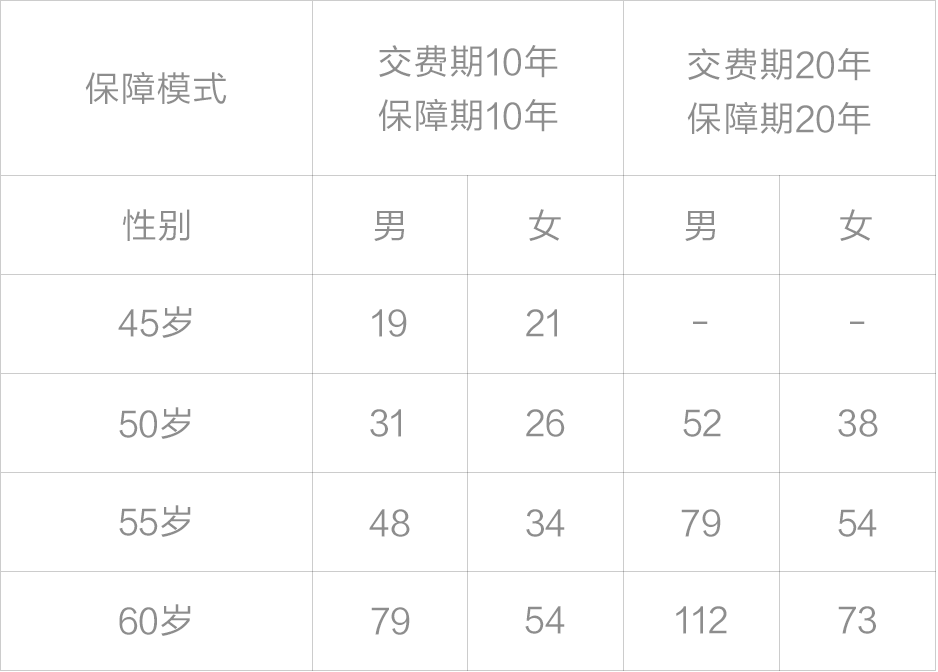 保障模式
交费期10年
保障期10年
交费期20年
保障期20年
性别 男 女 男 女
45岁 19 21 - -
50岁 31 26 52 38
55岁 48 34 79 54
60岁 79 54 112 73